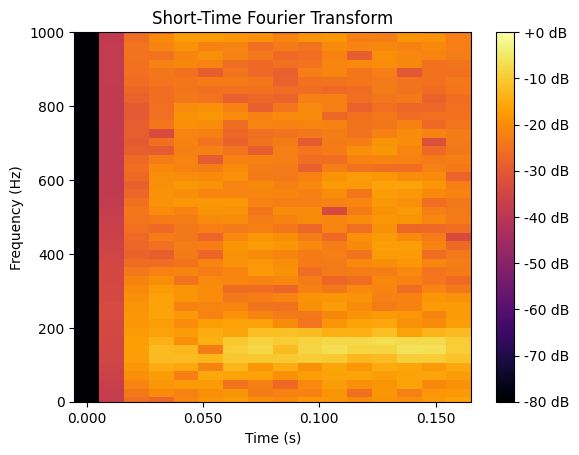 Short-Time Fourier Transform
Frequency (Hz)
1000
800
600
400
200
0
0.000
0.050
0.100
0.150
Time (s)
+0 dB
-10 dB
-20 dB
-30 dB
-40 dB
-50 dB
-60 dB
-70 dB
-80 dB